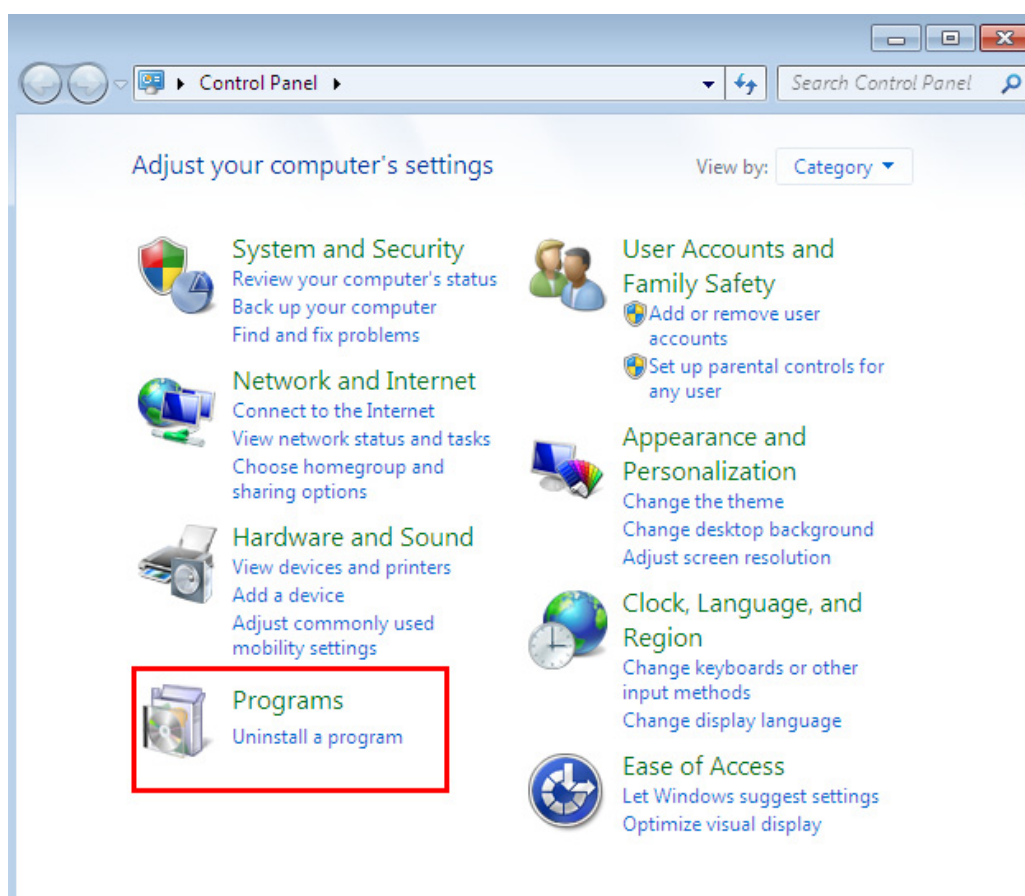 Control Panel
Search Control Panel
Adjust your computer's settings
View by: Category
System and Security
Review your computer's status
Back up your computer
Find and fix problems
Network and Internet
Connect to the Internet
View network status and tasks
Choose homegroup and
sharing options
Hardware and Sound
View devices and printers
Add a device
Adjust commonly used
mobility settings
Programs
Uninstall a program
User Accounts and
Family Safety
Add or remove user
accounts
Set up parental controls for
any user
Appearance and
Personalization
Change the theme
Change desktop background
Adjust screen resolution
Clock, Language, and
Region
Change keyboards or other
input methods
Change display language
Ease of Access
Let Windows suggest settings
Optimize visual display